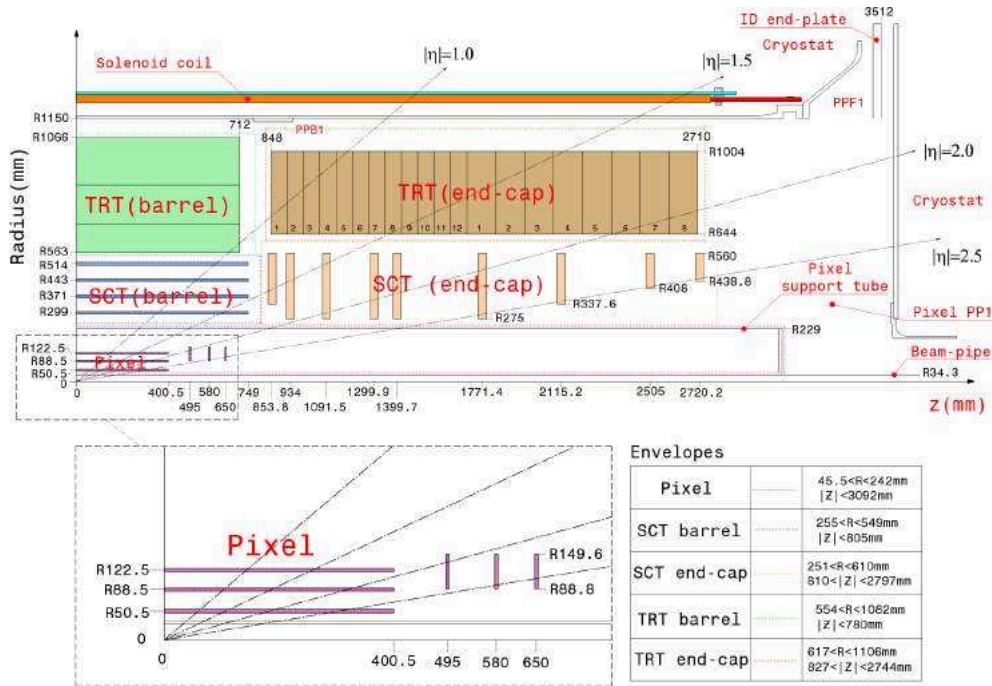 3512
ID end-plate
Cryostat
|η|=1.0
|η|=1.5
Solenoid coil
PPF1
R1150
712
PPB1
R1066
848
2710
R1004
|η|=2.0
TRT(barrel)
TRT(end-cap)
Cryostat
Radius(mm)
1 2 3 4 5 6 7 8 9 10 11 12 1 2 3 4 5 6 7 8
R644
R563
R560
R514
|η|=2.5
R443
SCT(barrel)
SCT (end-cap)
R438.8
R408
Pixel
support tube
R371
R337.6
R299
R275
Pixel PP1
R229
R122.5
Pixel
Beam-pipe
R88.5
R50.5
R34.3
0
0
400.5
580
749
934
1299.9
1771.4
2115.2
2505
2720.2
z(mm)
495
650
853.8
1091.5
1399.7
Envelopes
Pixel
45.5<R<242mm
|Z|<3092mm
SCT barrel
255<R<549mm
|Z|<805mm
SCT end-cap
251<R<610mm
810<|Z|<2797mm
TRT barrel
554<R<1082mm
|Z|<780mm
TRT end-cap
617<R<1106mm
827<|Z|<2744mm
Pixel
R149.6
R122.5
R88.5
R88.8
R50.5
0
0
400.5
495
580
650